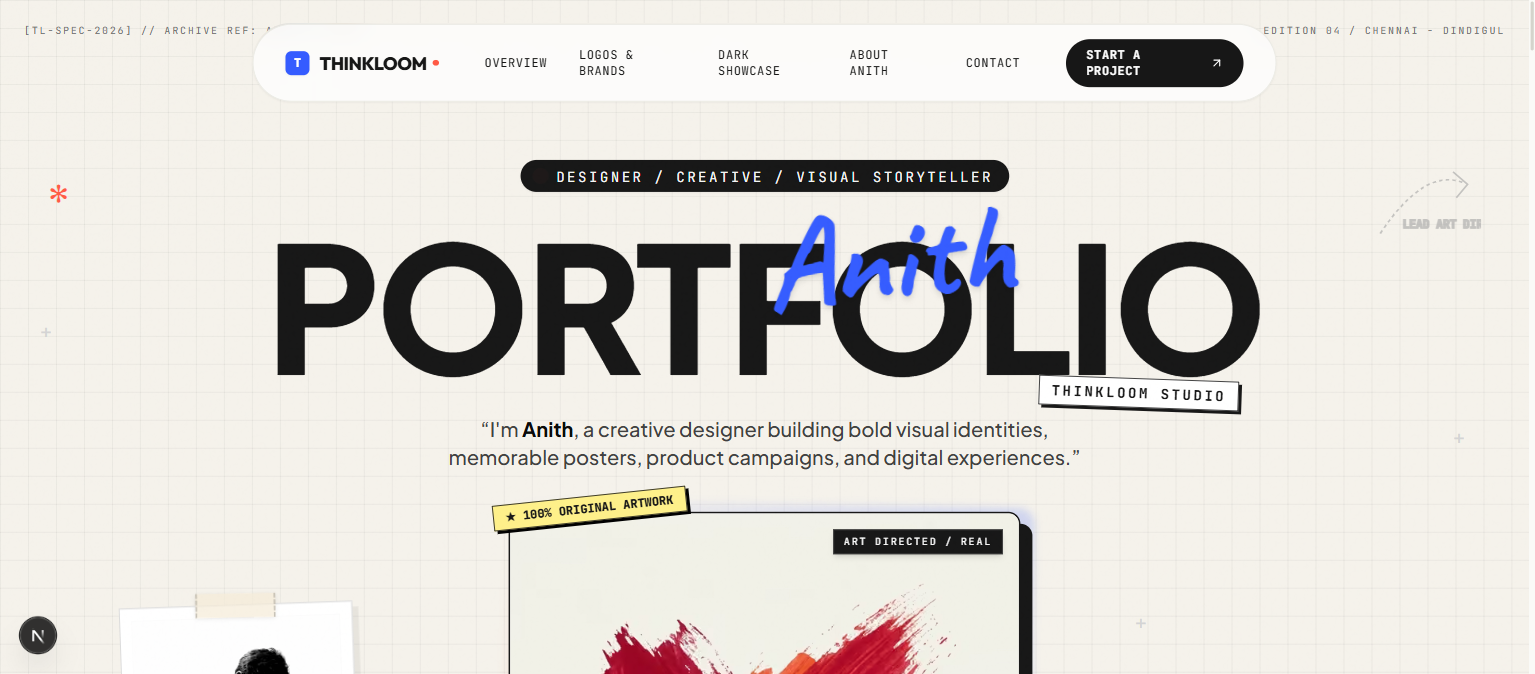 [TL-SPEC-2026] // ARCHIVE REF:
EDITION 04 / CHENNAI - DINDIGUL
T THINKLOOM
OVERVIEW
LOGOS &
BRANDS
DARK
SHOWCASE
ABOUT
ANITH
CONTACT
START A
PROJECT
DESIGNER / CREATIVE / VISUAL STORYTELLER
LEAD ART DIR
PORTFOLIO
Anith
THINKLOOM STUDIO
“I'm Anith, a creative designer building bold visual identities,
memorable posters, product campaigns, and digital experiences.”
★ 100% ORIGINAL ARTWORK
ART DIRECTED / REAL
N